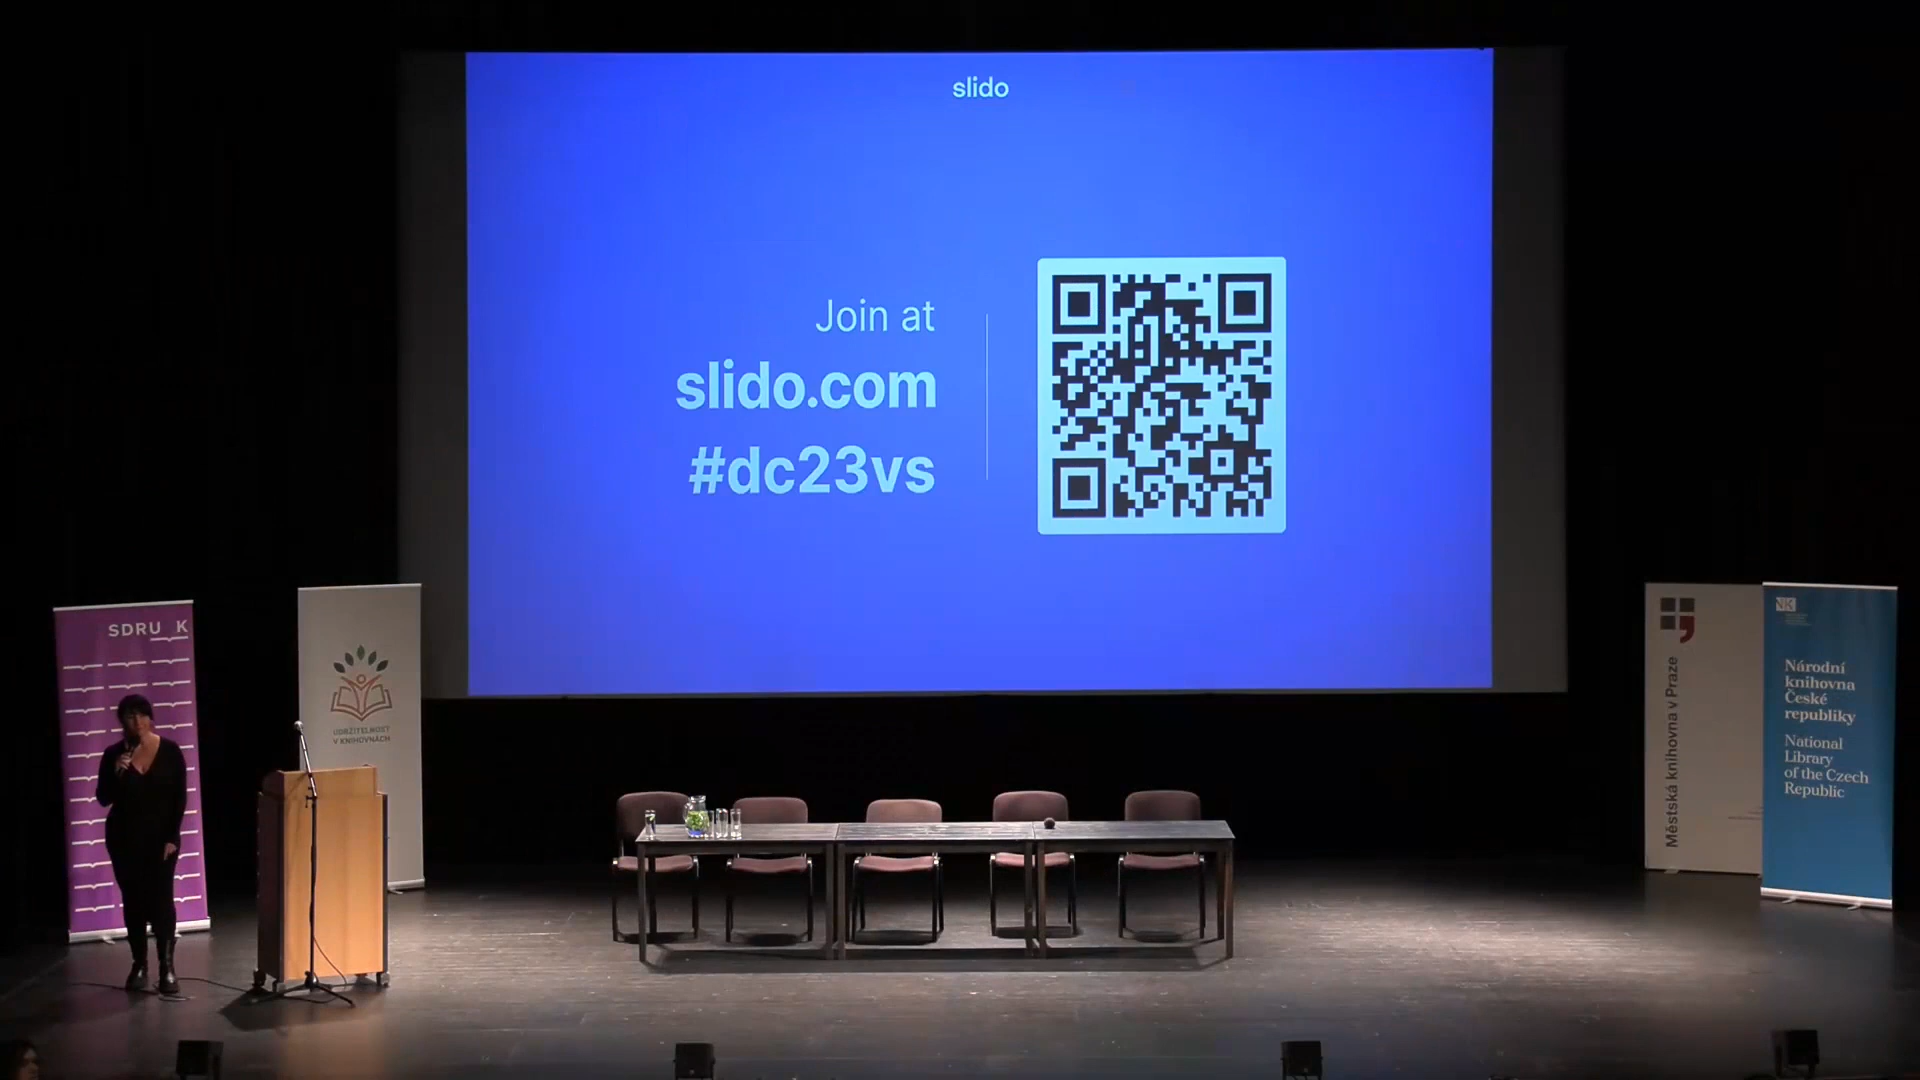 slido
Join at
slido.com
#dc23vs
SDRU_K
UDRŽITELNOST
V KNIHOVNÁCH
Městská knihovna v Praze
NK
Národní
knihovna
České
republiky
National
Library
of the Czech
Republic